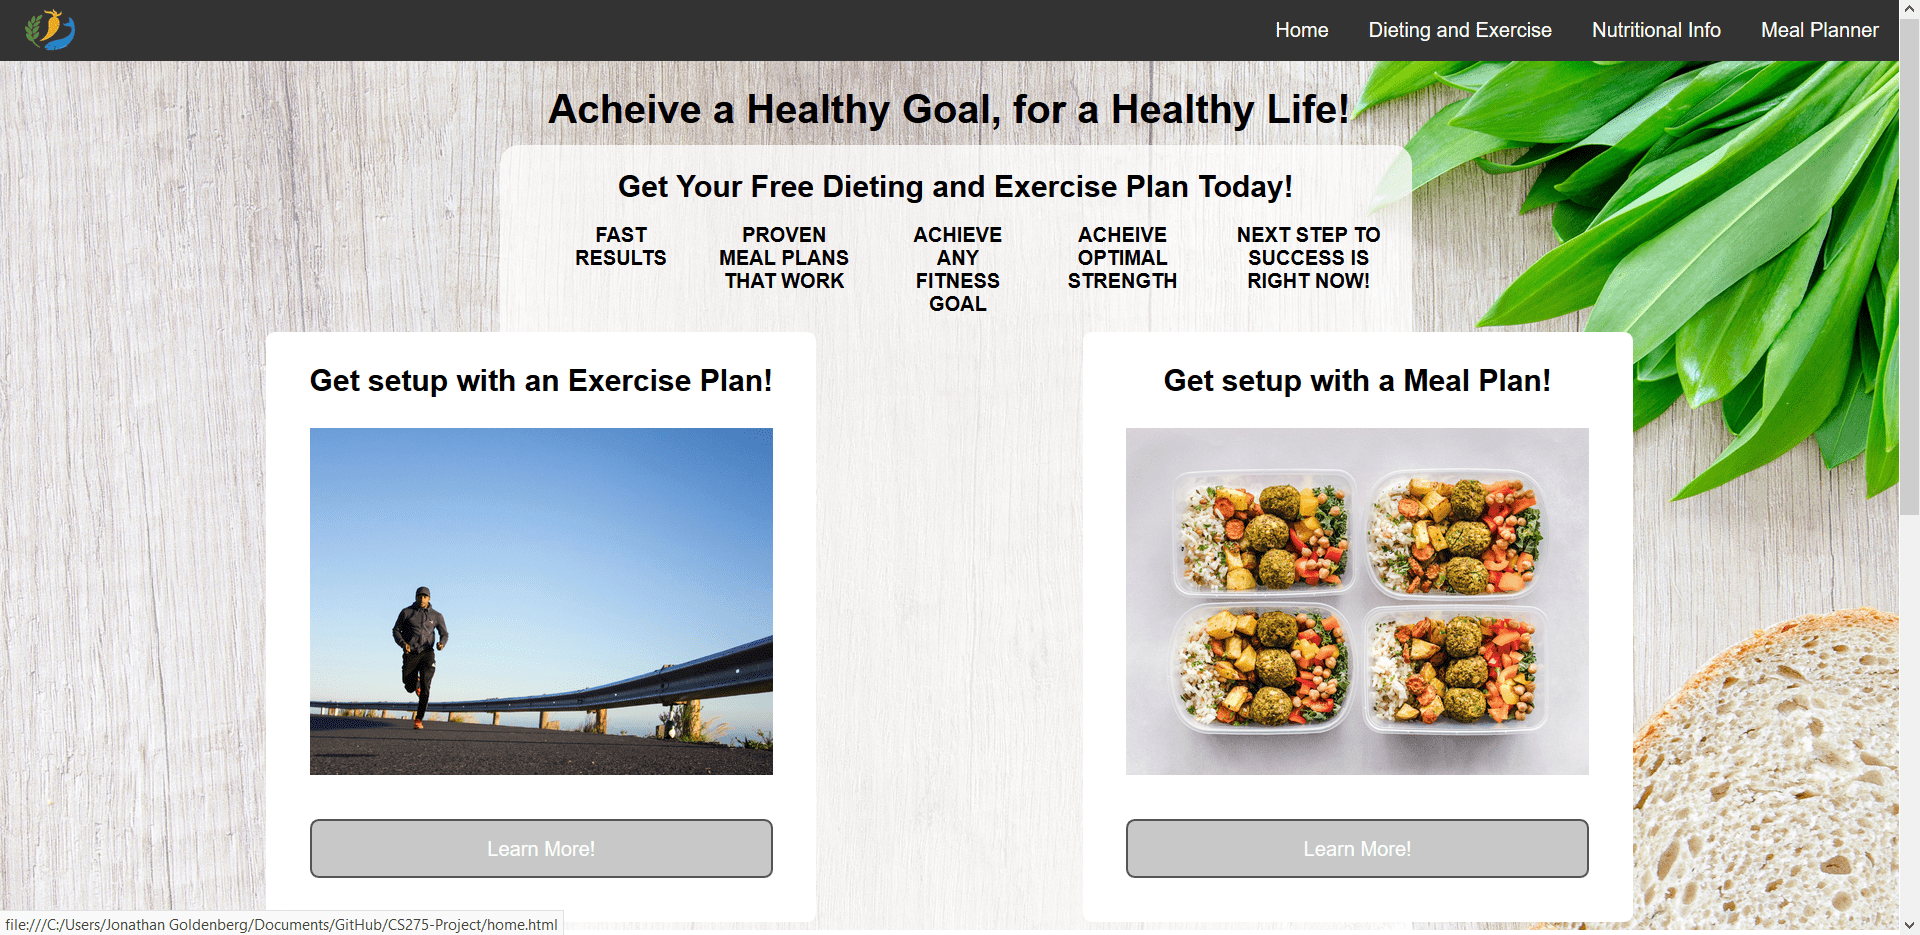 Home Dieting and Exercise Nutritional Info Meal Planner
Acheive a Healthy Goal, for a Healthy Life!
Get Your Free Dieting and Exercise Plan Today!
FAST
RESULTS
PROVEN
MEAL PLANS
THAT WORK
ACHIEVE
ANY
FITNESS
GOAL
ACHEIVE
OPTIMAL
STRENGTH
NEXT STEP TO
SUCCESS IS
RIGHT NOW!
Get setup with an Exercise Plan!
Learn More!
Get setup with a Meal Plan!
Learn More!
file:///C:/Users/Jonathan Goldenberg/Documents/GitHub/CS275-Project/home.html